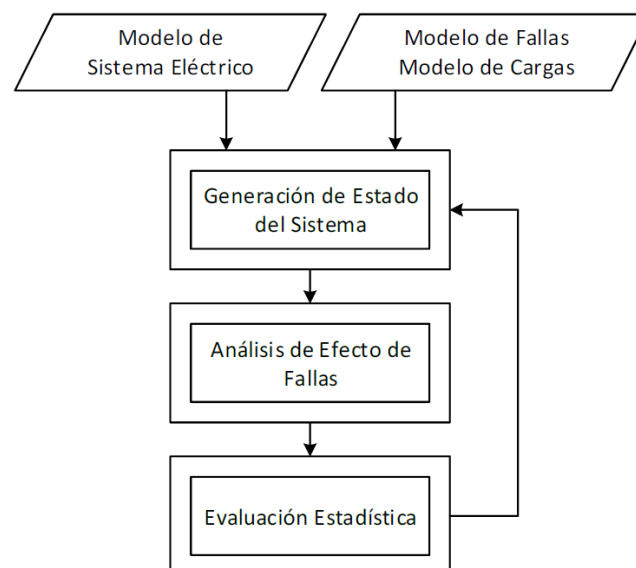 Modelo de
Sistema Eléctrico
Modelo de Fallas
Modelo de Cargas
Generación de Estado
del Sistema
Análisis de Efecto de
Fallas
Evaluación Estadística